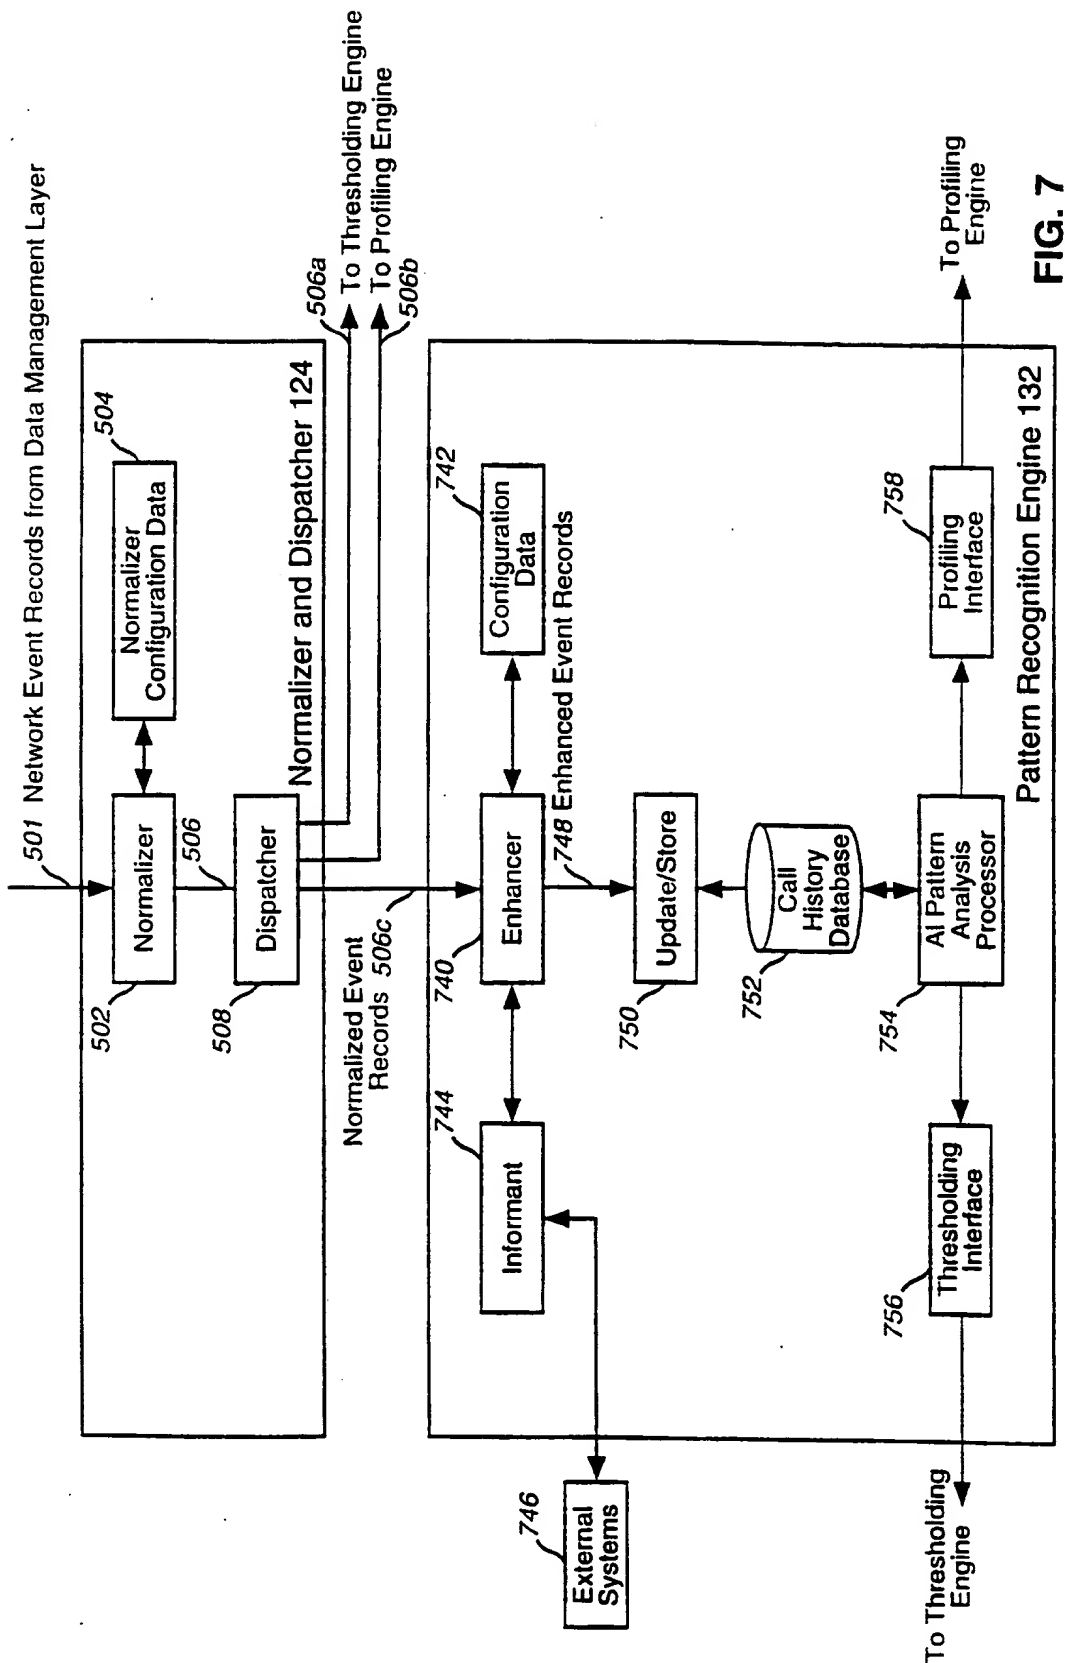 501 Network Event Records from Data Management Layer
502
Normalizer
504
Normalizer
Configuration Data
506
508
Dispatcher
Normalizer and Dispatcher 124
506a
To Thresholding Engine
To Profiling Engine
506b
Normalized Event
Records 506c
744
Informant
740
Enhancer
742
Configuration
Data
746
External
Systems
748 Enhanced Event Records
750
Update/Store
752
Call
History
Database
754
AI Pattern
Analysis
Processor
756
Thresholding
Interface
758
Profiling
Interface
Pattern Recognition Engine 132
To Thresholding
Engine
To Profiling
Engine
FIG. 7